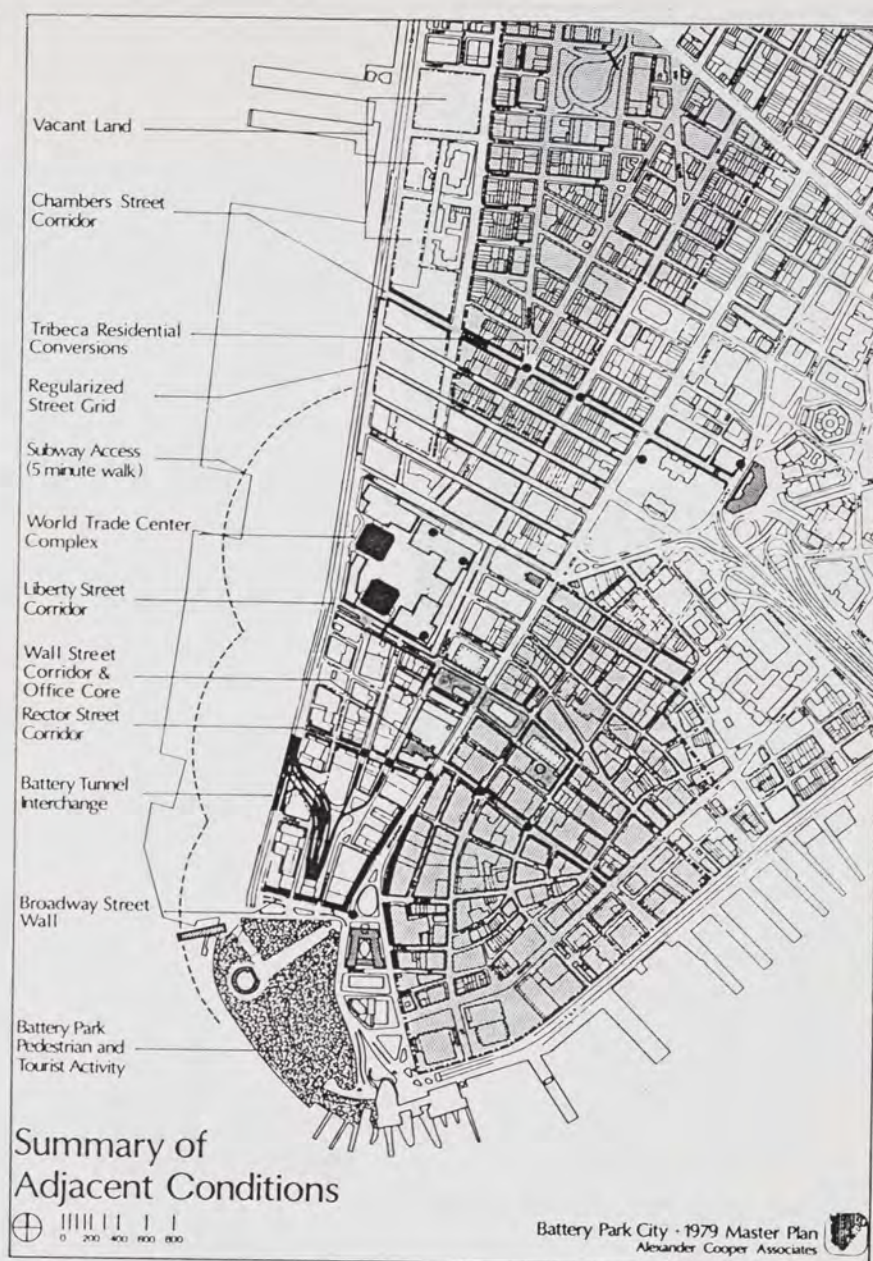 Vacant Land
Chambers Street
Corridor
Tribeca Residential
Conversions
Regularized
Street Grid
Subway Access
(5 minute walk)
World Trade Center
Complex
Liberty Street
Corridor
Wall Street
Corridor &
Office Core
Rector Street
Corridor
Battery Tunnel
Interchange
Broadway Street
Wall
Battery Park
Pedestrian and
Tourist Activity
Summary of
Adjacent Conditions
0 200 400 600 800
Battery Park City · 1979 Master Plan
Alexander Cooper Associates